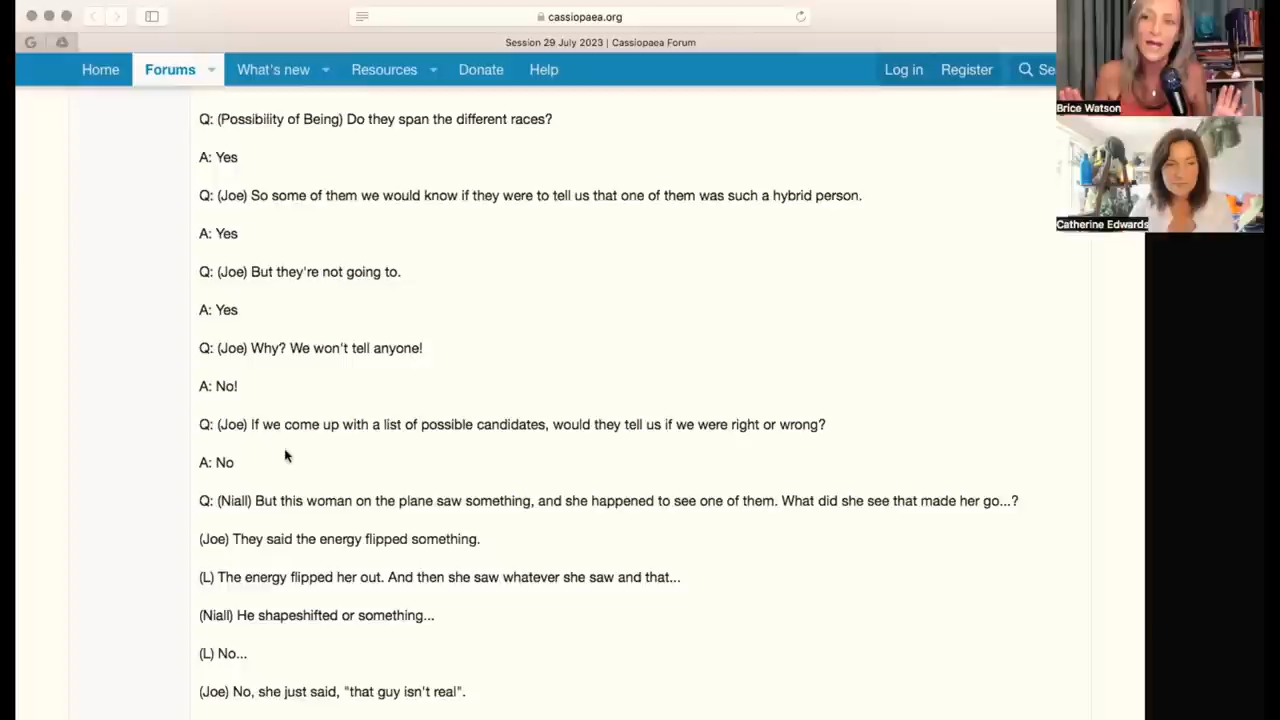 cassiopaea.org
Session 29 July 2023 | Cassiopaea Forum
Home Forums What's new Resources Donate Help Log in Register Se
Brice Watson
Catherine Edwards
Q: (Possibility of Being) Do they span the different races?
A: Yes
Q: (Joe) So some of them we would know if they were to tell us that one of them was such a hybrid person.
A: Yes
Q: (Joe) But they're not going to.
A: Yes
Q: (Joe) Why? We won't tell anyone!
A: No!
Q: (Joe) If we come up with a list of possible candidates, would they tell us if we were right or wrong?
A: No
Q: (Niall) But this woman on the plane saw something, and she happened to see one of them. What did she see that made her go...?
(Joe) They said the energy flipped something.
(L) The energy flipped her out. And then she saw whatever she saw and that...
(Niall) He shapeshifted or something...
(L) No...
(Joe) No, she just said, "that guy isn't real".